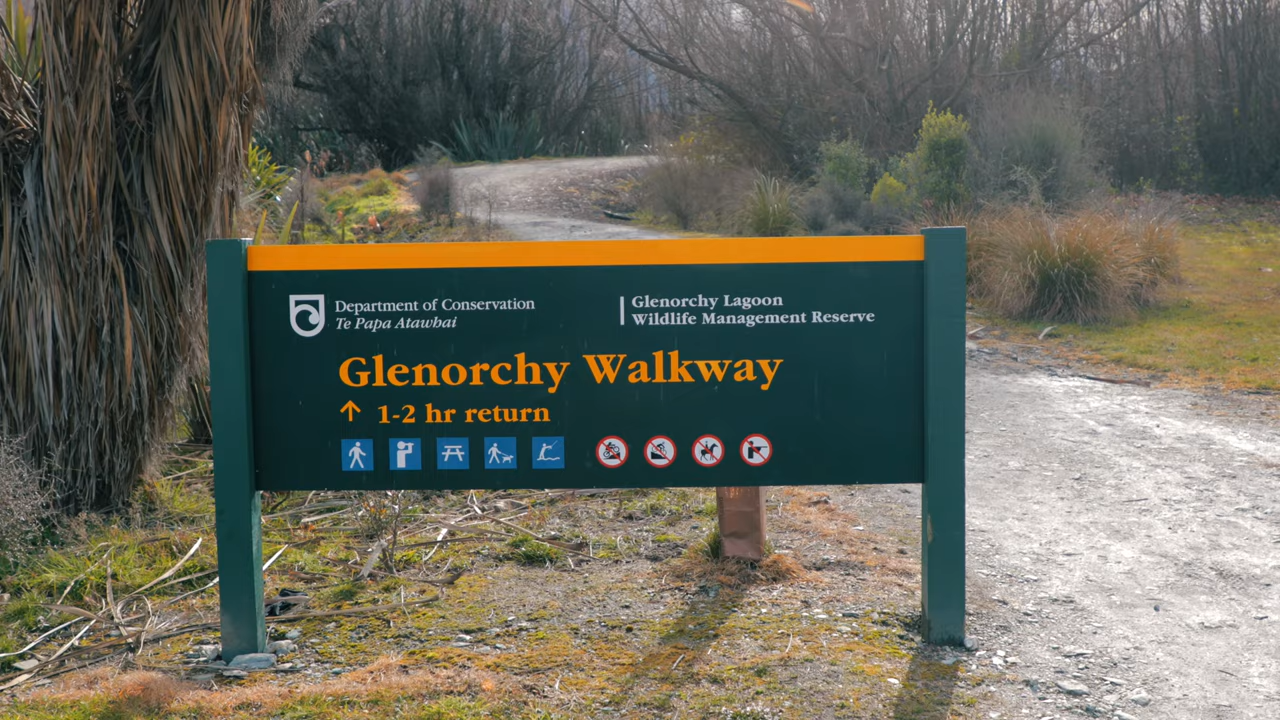 Department of Conservation
Te Papa Atawhai
Glenorchy Lagoon
Wildlife Management Reserve
Glenorchy Walkway
↑ 1-2 hr return